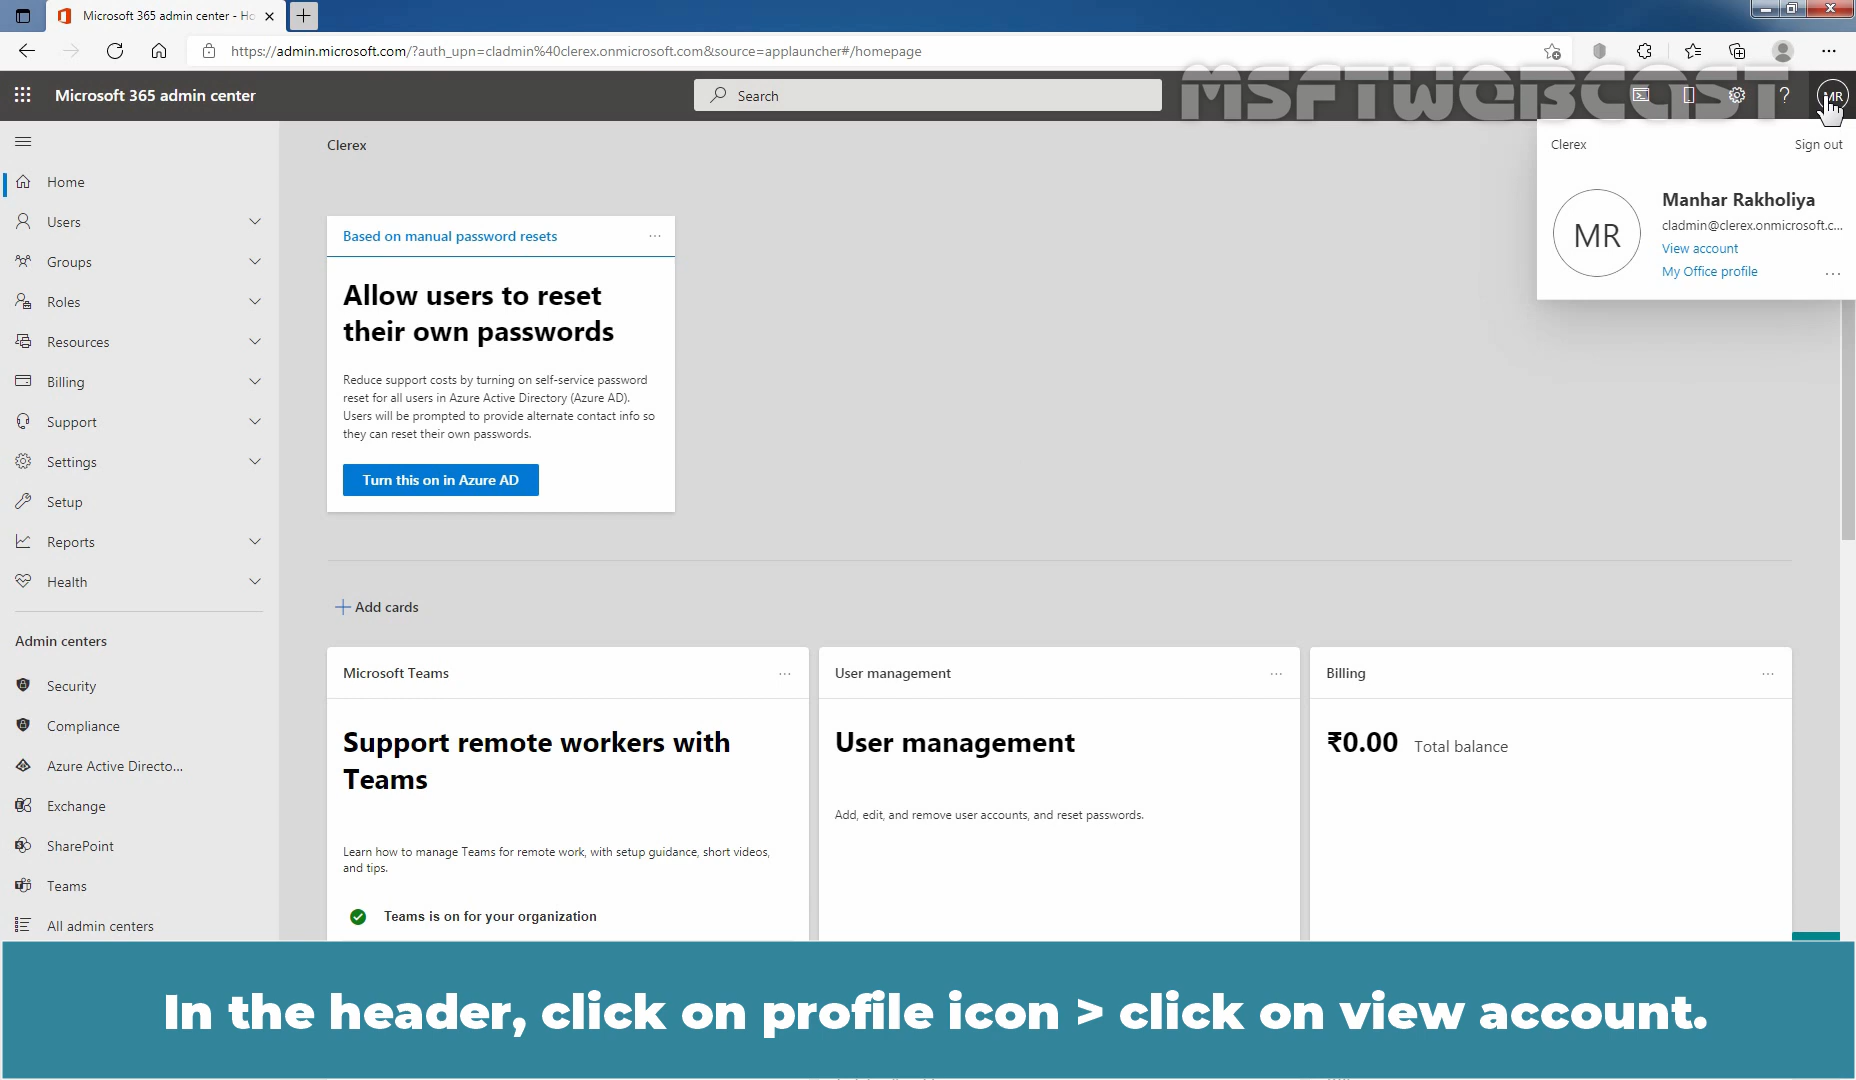 Microsoft 365 admin center - Ho
https://admin.microsoft.com/?auth_upn=cladmin%40clerex.onmicrosoft.com&source=applauncher#/homepage
MSFTWEBCAST
Microsoft 365 admin center
Search
MR
Clerex
Clerex
Sign out
MR
Manhar Rakholiya
cladmin@clerex.onmicrosoft.c...
View account
My Office profile
Home
Users
Groups
Roles
Resources
Billing
Support
Settings
Setup
Reports
Health
Admin centers
Security
Compliance
Azure Active Directo...
Exchange
SharePoint
Teams
All admin centers
Based on manual password resets
Allow users to reset
their own passwords
Reduce support costs by turning on self-service password
reset for all users in Azure Active Directory (Azure AD).
Users will be prompted to provide alternate contact info so
they can reset their own passwords.
Turn this on in Azure AD
Add cards
Microsoft Teams
Support remote workers with
Teams
Learn how to manage Teams for remote work, with setup guidance, short videos,
and tips.
Teams is on for your organization
User management
User management
Add, edit, and remove user accounts, and reset passwords.
Billing
₹0.00 Total balance
In the header, click on profile icon > click on view account.